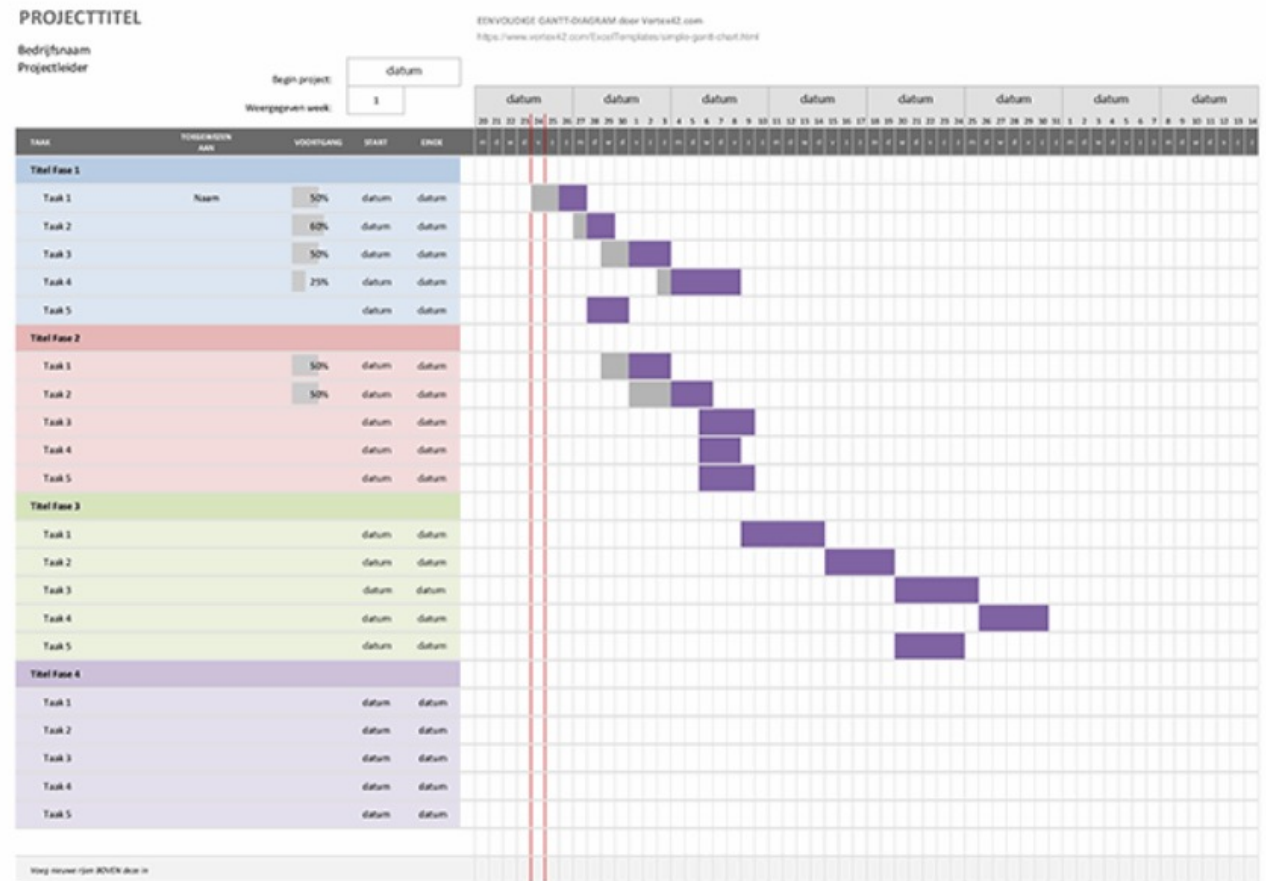 PROJECTTITEL
EENVOUDIGE GANTT-DIAGRAM door Vertex42.com
https://www.vertex42.com/ExcelTemplates/simple-gantt-chart.html
Bedrijfsnaam
Projectleider
Begin project: datum
Weergegeven week: 1
datum datum datum datum datum datum datum datum
20 21 22 23 24 25 26 27 28 29 30 1 2 3 4 5 6 7 8 9 10 11 12 13 14 15 16 17 18 19 20 21 22 23 24 25 26 27 28 29 30 31 1 2 3 4 5 6 7 8 9 10 11 12 13 14
TAAK TOEGEWEZEN AAN VOORTGANG START EINDE
Titel Fase 1
Taak 1 Naam 50% datum datum
Taak 2 60% datum datum
Taak 3 50% datum datum
Taak 4 25% datum datum
Taak 5 datum datum
Titel Fase 2
Taak 1 50% datum datum
Taak 2 50% datum datum
Taak 3 datum datum
Taak 4 datum datum
Taak 5 datum datum
Titel Fase 3
Taak 1 datum datum
Taak 2 datum datum
Taak 3 datum datum
Taak 4 datum datum
Taak 5 datum datum
Titel Fase 4
Taak 1 datum datum
Taak 2 datum datum
Taak 3 datum datum
Taak 4 datum datum
Taak 5 datum datum
Voeg nieuwe rijen BOVEN deze in